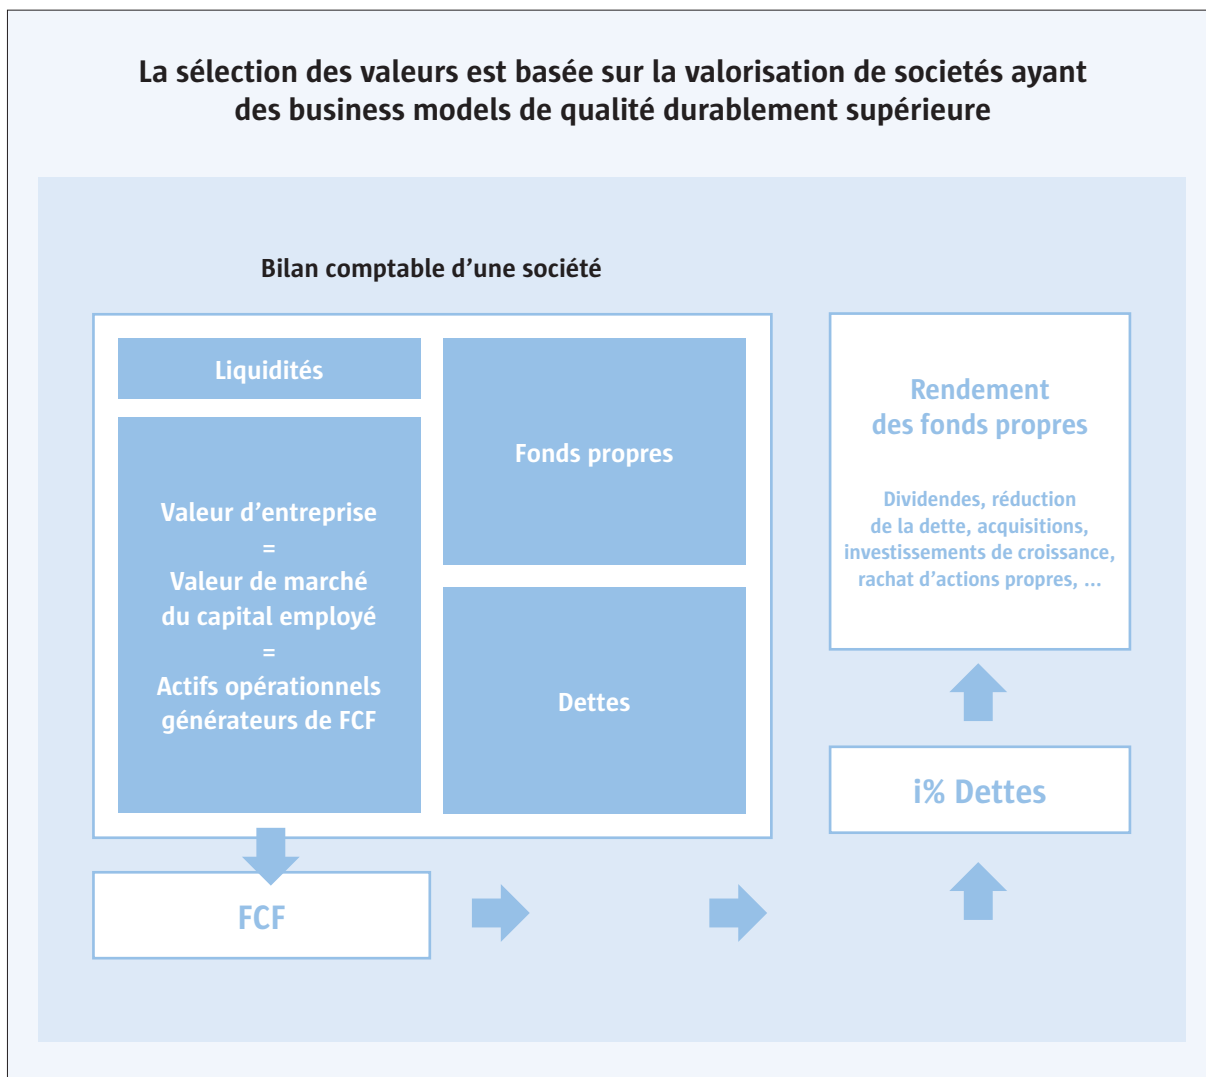 La sélection des valeurs est basée sur la valorisation de societés ayant
des business models de qualité durablement supérieure
Bilan comptable d’une société
Liquidités
Valeur d’entreprise
=
Valeur de marché
du capital employé
=
Actifs opérationnels
générateurs de FCF
Fonds propres
Dettes
FCF
Rendement
des fonds propres
Dividendes, réduction
de la dette, acquisitions,
investissements de croissance,
rachat d’actions propres, ...
i% Dettes